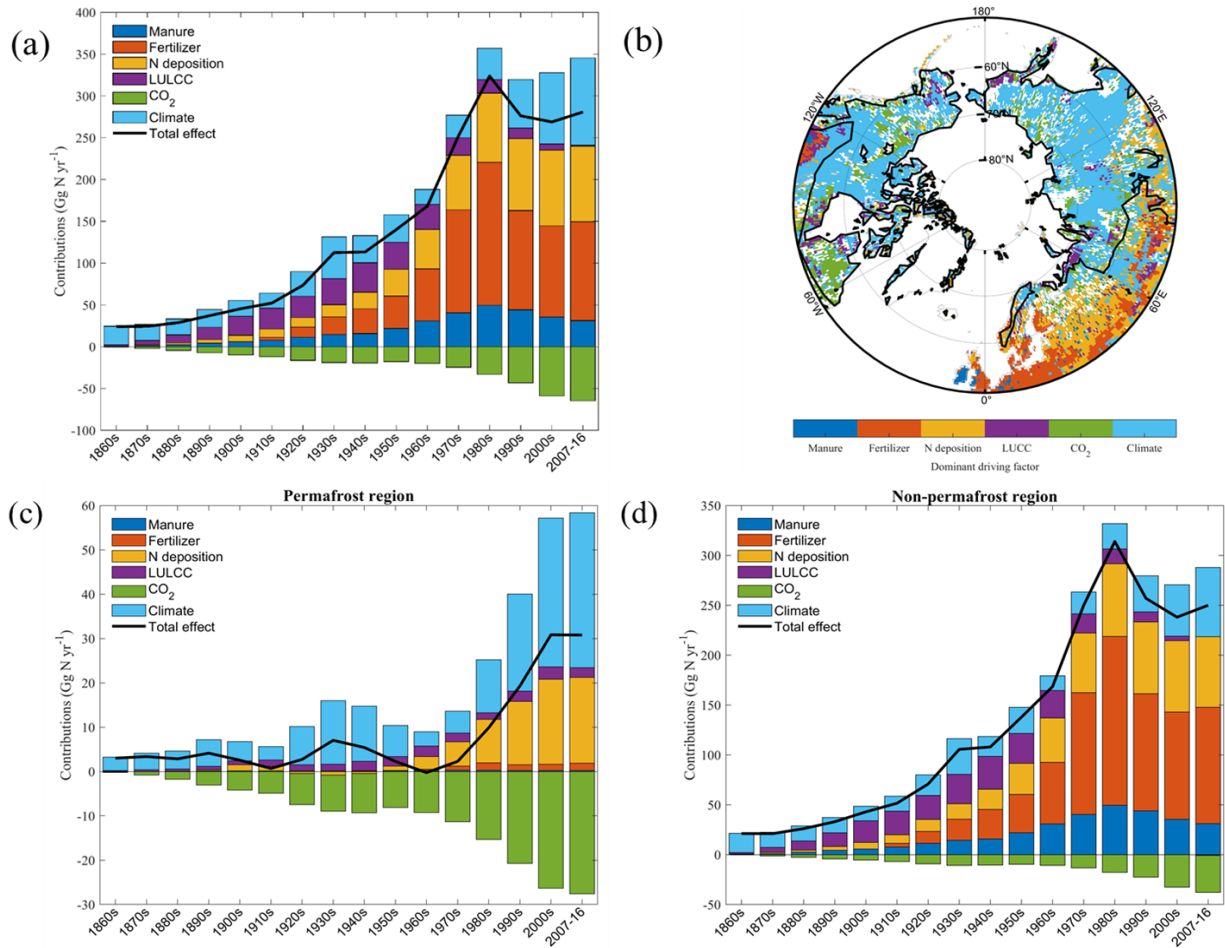 (a)
400
350
300
250
200
150
100
50
0
-50
-100
Contributions (Gg N yr⁻¹)
Manure
Fertilizer
N deposition
LULCC
CO₂
Climate
Total effect
1860s 1870s 1880s 1890s 1900s 1910s 1920s 1930s 1940s 1950s 1960s 1970s 1980s 1990s 2000s 2007-16
(b)
180°
60°N
80°N
120°W
120°E
60°W
60°E
0°
Manure Fertilizer N deposition LUCC CO₂ Climate
Dominant driving factor
(c)
Permafrost region
60
50
40
30
20
10
0
-10
-20
-30
Contributions (Gg N yr⁻¹)
Manure
Fertilizer
N deposition
LULCC
CO₂
Climate
Total effect
1860s 1870s 1880s 1890s 1900s 1910s 1920s 1930s 1940s 1950s 1960s 1970s 1980s 1990s 2000s 2007-16
(d)
Non-permafrost region
350
300
250
200
150
100
50
0
-50
Contributions (Gg N yr⁻¹)
Manure
Fertilizer
N deposition
LULCC
CO₂
Climate
Total effect
1860s 1870s 1880s 1890s 1900s 1910s 1920s 1930s 1940s 1950s 1960s 1970s 1980s 1990s 2000s 2007-16